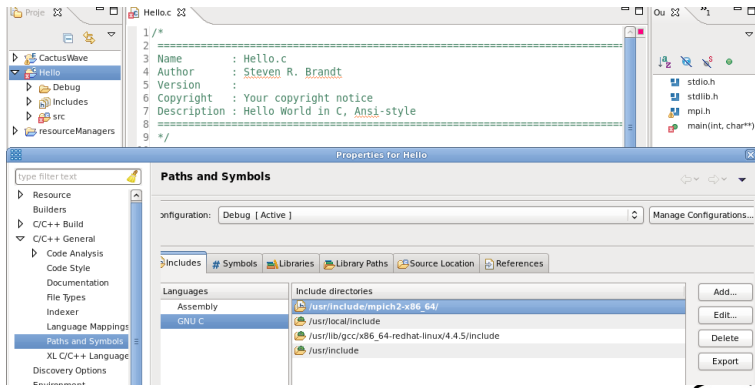 Proje
Hello.c
Ou
"1
CactusWave
Hello
Debug
Includes
src
resourceManagers
1 /*
2 =====================================================================
3 Name : Hello.c
4 Author : Steven R. Brandt
5 Version :
6 Copyright : Your copyright notice
7 Description : Hello World in C, Ansi-style
8 =====================================================================
9 */
stdio.h
stdlib.h
mpi.h
main(int, char**)
Properties for Hello
type filter text
Resource
Builders
C/C++ Build
C/C++ General
Code Analysis
Code Style
Documentation
File Types
Indexer
Language Mappings
Paths and Symbols
XL C/C++ Language
Discovery Options
Environment
Paths and Symbols
onfiguration: Debug [ Active ]
Manage Configurations...
Includes
# Symbols
Libraries
Library Paths
Source Location
References
Languages
Assembly
GNU C
Include directories
/usr/include/mpich2-x86_64/
/usr/local/include
/usr/lib/gcc/x86_64-redhat-linux/4.4.5/include
/usr/include
Add...
Edit...
Delete
Export